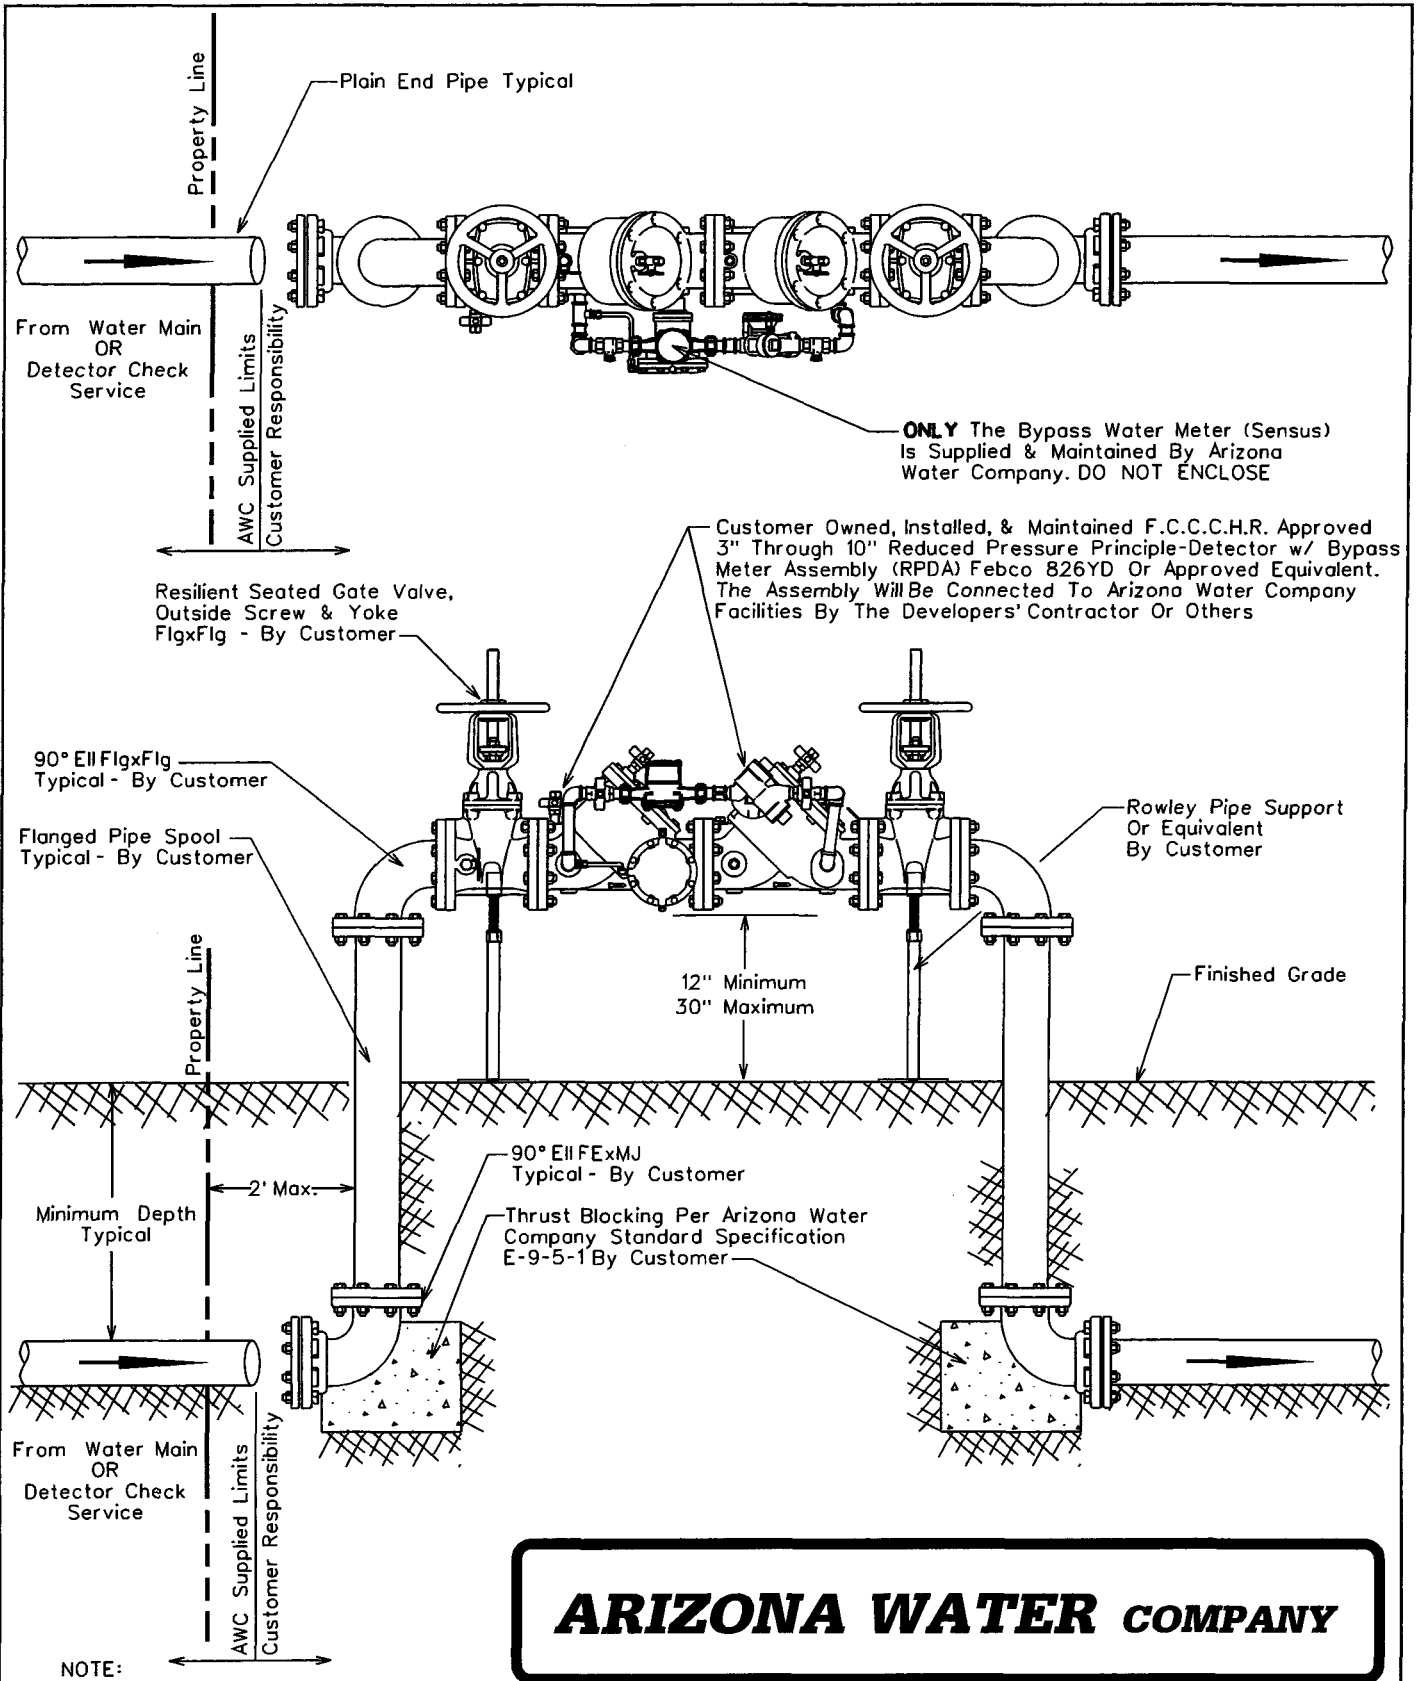 Property Line
Plain End Pipe Typical
From Water Main
OR
Detector Check
Service
AWC Supplied Limits
Customer Responsibility
ONLY The Bypass Water Meter (Sensus)
Is Supplied & Maintained By Arizona
Water Company. DO NOT ENCLOSE
Customer Owned, Installed, & Maintained F.C.C.C.H.R. Approved
3" Through 10" Reduced Pressure Principle-Detector w/ Bypass
Meter Assembly (RPDA) Febco 826YD Or Approved Equivalent.
The Assembly Will Be Connected To Arizona Water Company
Facilities By The Developers' Contractor Or Others
Resilient Seated Gate Valve,
Outside Screw & Yoke
FlgxFlg - By Customer
90° Ell FlgxFlg
Typical - By Customer
Flanged Pipe Spool
Typical - By Customer
Rowley Pipe Support
Or Equivalent
By Customer
Property Line
12" Minimum
30" Maximum
Finished Grade
90° Ell FExMJ
Typical - By Customer
2' Max.
Minimum Depth
Typical
Thrust Blocking Per Arizona Water
Company Standard Specification
E-9-5-1 By Customer
From Water Main
OR
Detector Check
Service
AWC Supplied Limits
Customer Responsibility
ARIZONA WATER COMPANY
NOTE: